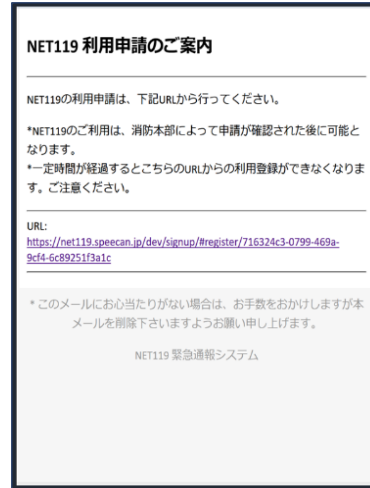 NET119 利用申請のご案内
NET119の利用申請は、下記URLから行ってください。
*NET119のご利用は、消防本部によって申請が確認された後に可能と
なります。
*一定時間が経過するとこちらのURLからの利用登録ができなくなりま
す。ご注意ください。
URL:
https://net119.speecan.jp/dev/signup/#register/716324c3-0799-469a-
9cf4-6c89251f3a1c
* このメールにお心当たりがない場合は、お手数をおかけしますが本
メールを削除下さいますようお願い申し上げます。
NET119 緊急通報システム